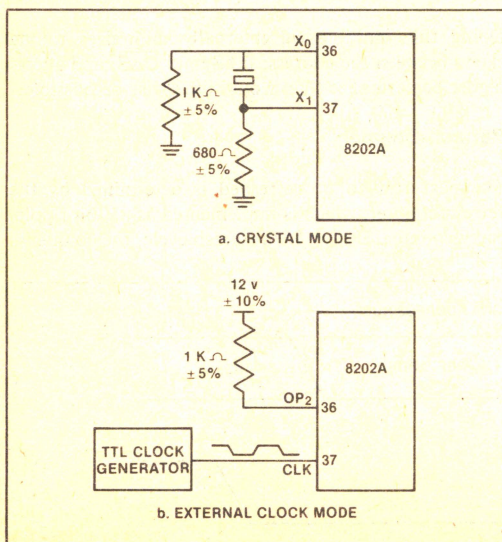 X0 36
1 K Ω
± 5%
X1 37
8202A
680 Ω
± 5%
a. CRYSTAL MODE
12 v
± 10%
1 K Ω
± 5%
8202A
OP2 36
TTL CLOCK
GENERATOR
37
CLK
b. EXTERNAL CLOCK MODE